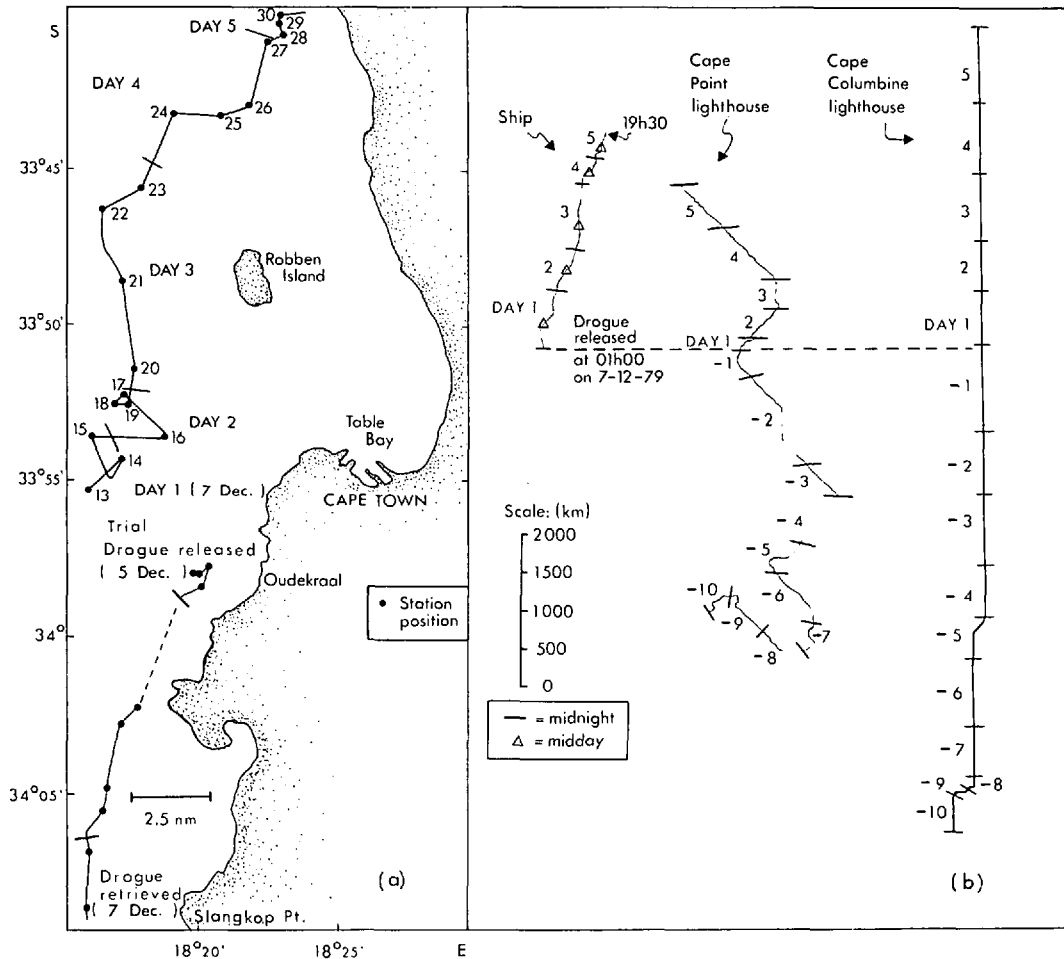 S
33°45'
33°50'
33°55'
34°
34°05'
30
29
28
DAY 5
27
DAY 4
24
25
26
23
22
21
DAY 3
Robben
Island
20
17
18
19
DAY 2
15
16
14
13
DAY 1 (7 Dec.)
Table
Bay
CAPE TOWN
Trial
Drogue released
( 5 Dec. )
Oudekraal
Station
position
2.5 nm
Drogue
retrieved
( 7 Dec.)
Slangkop Pt.
(a)
18°20'
18°25'
E
Ship
19h30
5
4
3
2
DAY 1
Drogue
released
at 01h00
on 7-12-79
Cape
Point
lighthouse
5
4
3
2
DAY 1
-1
-2
-3
-4
-5
-6
-7
-8
-9
-10
Cape
Columbine
lighthouse
5
4
3
2
DAY 1
-1
-2
-3
-4
-5
-6
-7
-8
-9
-10
Scale: (km)
2000
1500
1000
500
0
= midnight
= midday
(b)